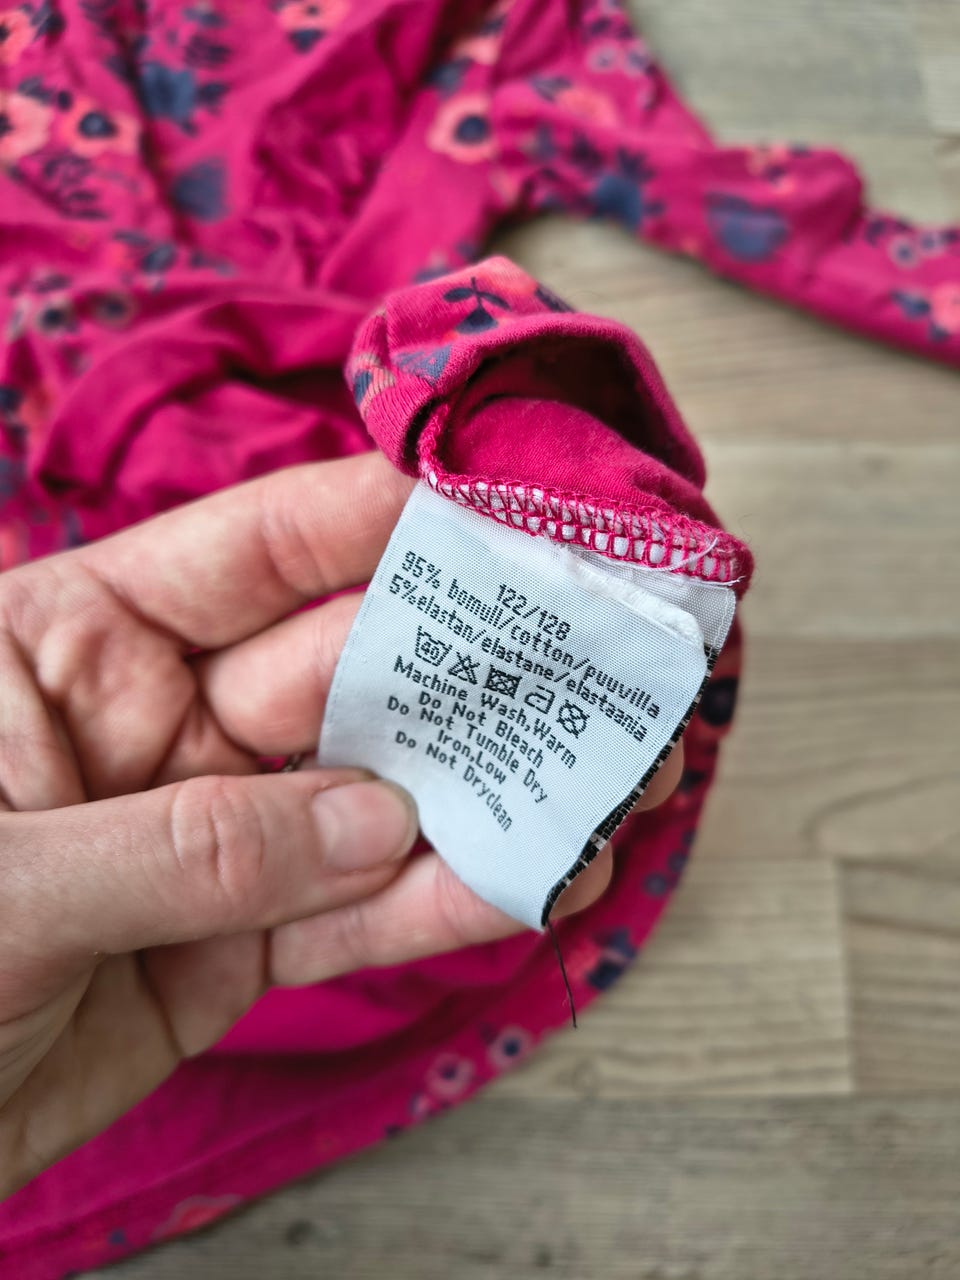 122/128
95% bomull/cotton/puuvilla
5%elastan/elastane/elastaania
40
Machine Wash,Warm
Do Not Bleach
Do Not Tumble Dry
Iron,Low
Do Not Dryclean